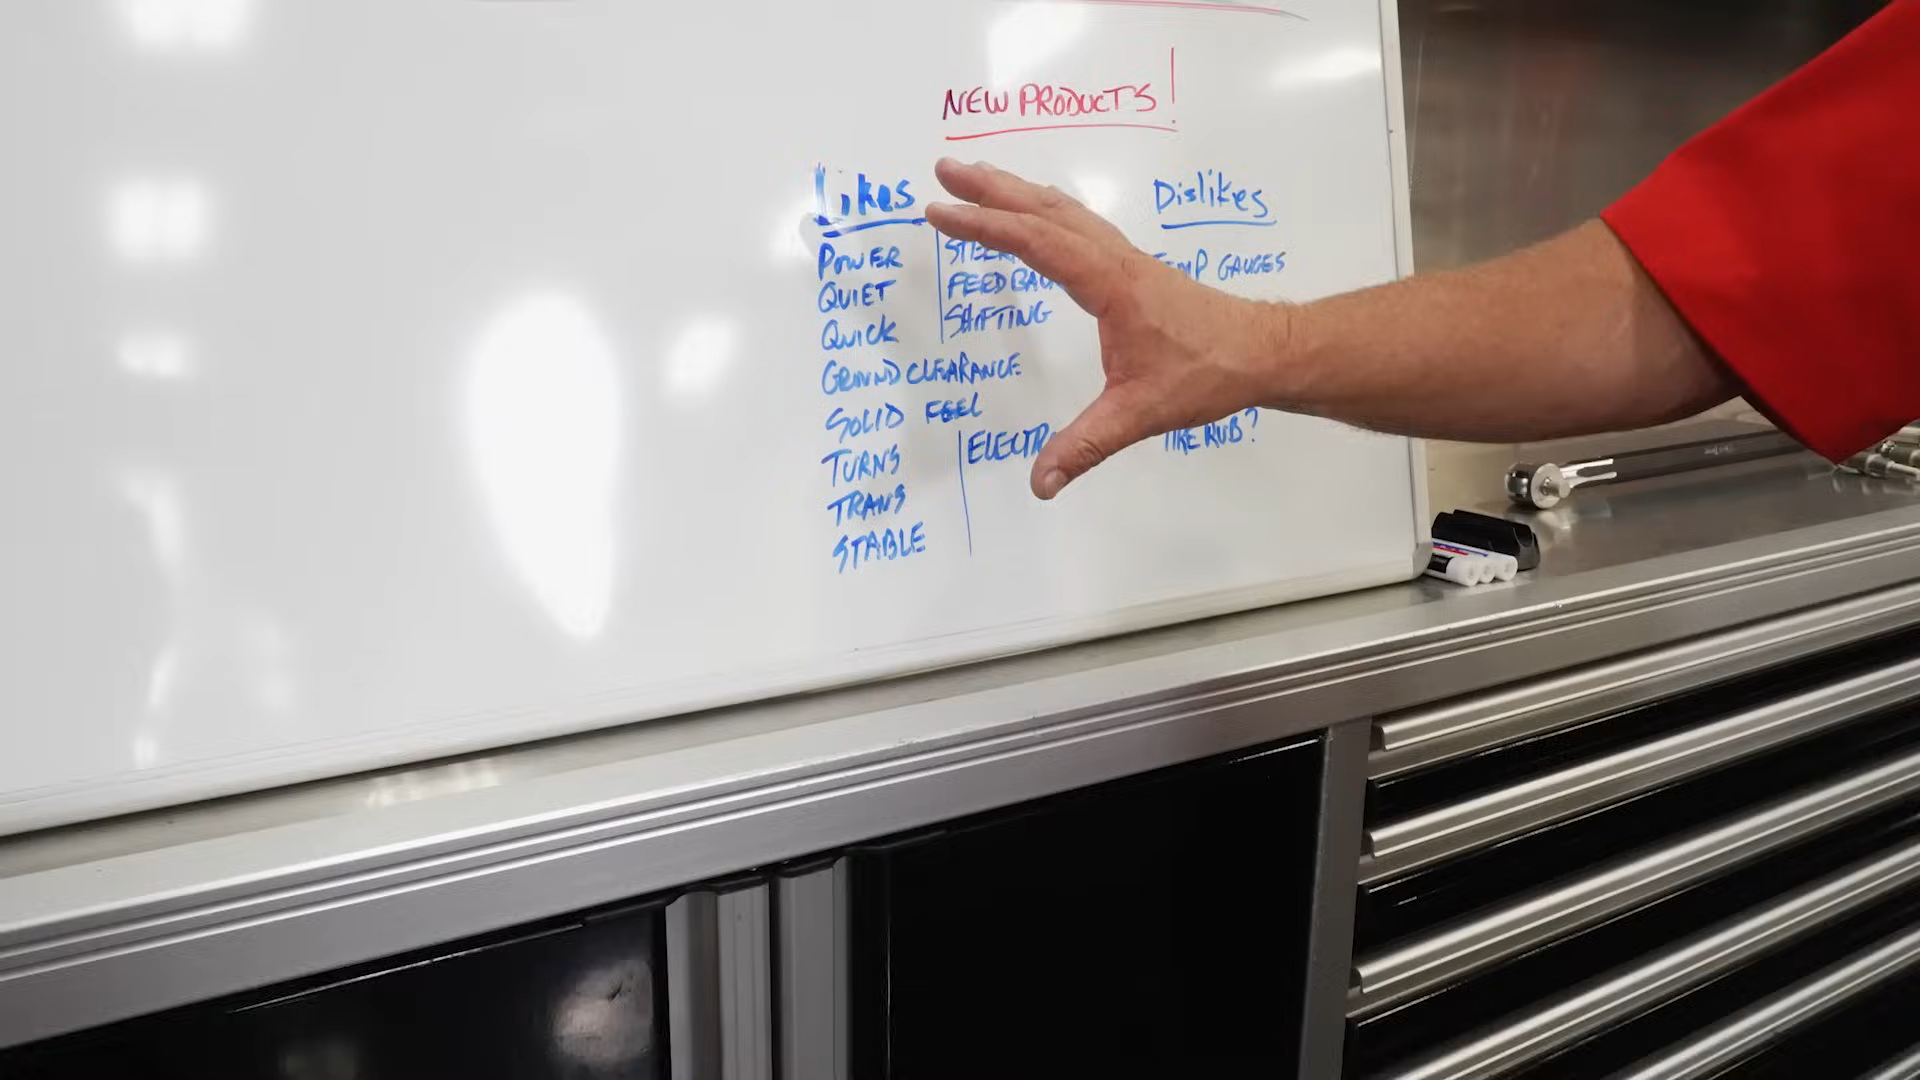 NEW PRODUCTS!
Likes
POWER
QUIET
QUICK
GROUND CLEARANCE
SOLID FEEL
TURNS
TRANS
STABLE
FEEDBACK
SHIFTING
Dislikes
TEMP GAUGES
TIRE RUB?